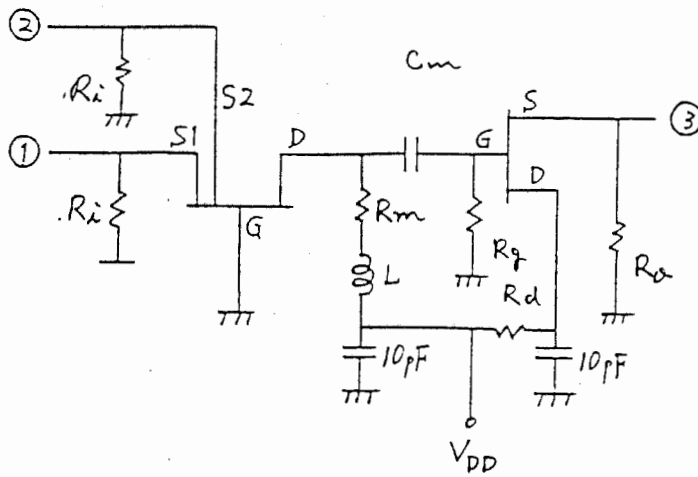 ②
.Ri
S2
Cm
①
S1
D
G
S
③
.Ri
G
Rm
Rg
D
Ro
L
Rd
10pF
10pF
VDD